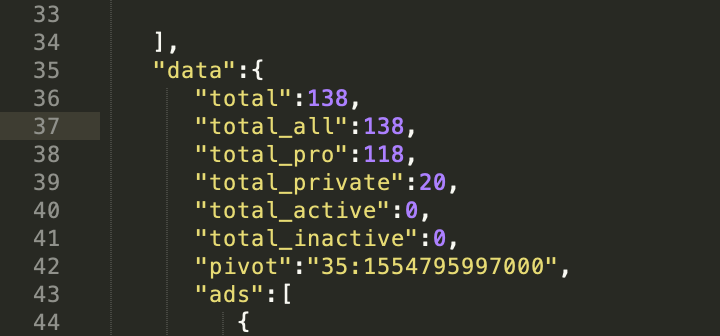 33
34 ],
35 "data":{
36 "total":138,
37 "total_all":138,
38 "total_pro":118,
39 "total_private":20,
40 "total_active":0,
41 "total_inactive":0,
42 "pivot":"35:1554795997000",
43 "ads":[
44 {